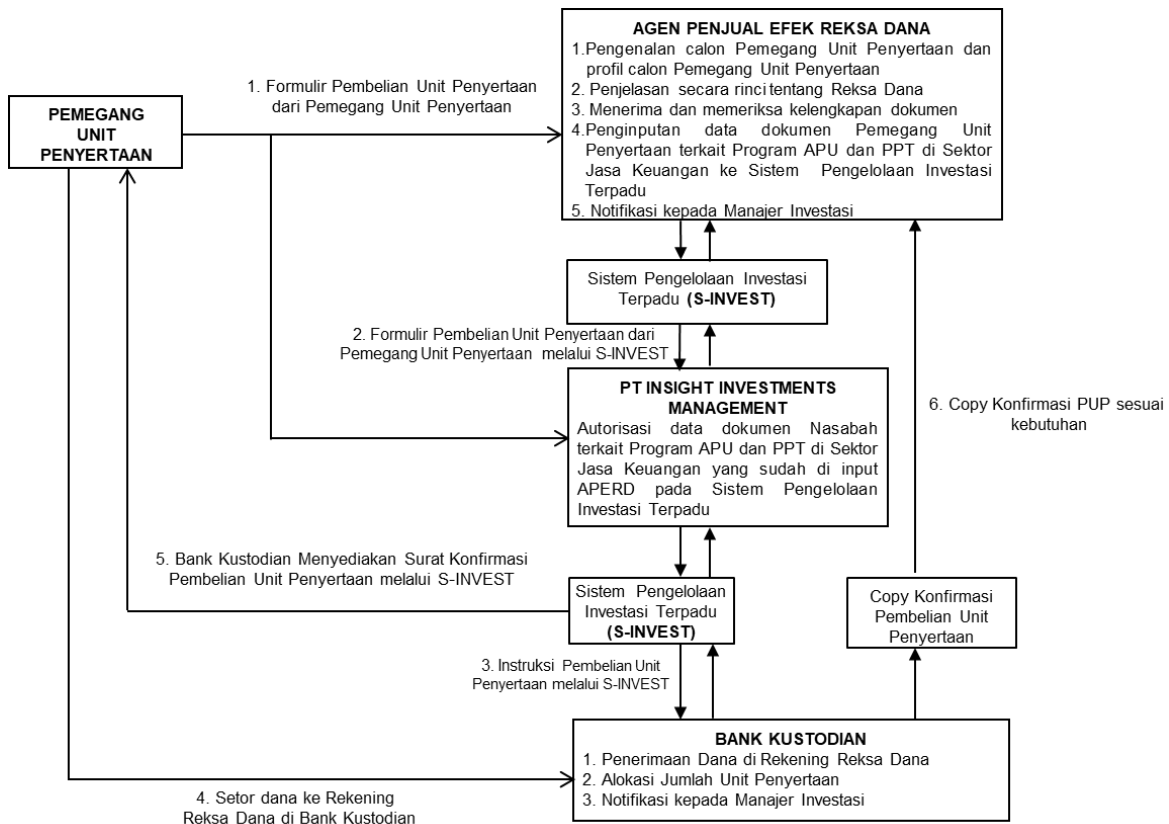 AGEN PENJUAL EFEK REKSA DANA
1.Pengenalan calon Pemegang Unit Penyertaan dan
profil calon Pemegang Unit Penyertaan
2. Penjelasan secara rinci tentang Reksa Dana
3. Menerima dan memeriksa kelengkapan dokumen
4.Penginputan data dokumen Pemegang Unit
Penyertaan terkait Program APU dan PPT di Sektor
Jasa Keuangan ke Sistem Pengelolaan Investasi
Terpadu
5. Notifikasi kepada Manajer Investasi
1. Formulir Pembelian Unit Penyertaan
dari Pemegang Unit Penyertaan
PEMEGANG
UNIT
PENYERTAAN
Sistem Pengelolaan Investasi
Terpadu (S-INVEST)
2. Formulir Pembelian Unit Penyertaan dari
Pemegang Unit Penyertaan melalui S-INVEST
PT INSIGHT INVESTMENTS
MANAGEMENT
Autorisasi data dokumen Nasabah
terkait Program APU dan PPT di Sektor
Jasa Keuangan yang sudah di input
APERD pada Sistem Pengelolaan
Investasi Terpadu
6. Copy Konfirmasi PUP sesuai
kebutuhan
5. Bank Kustodian Menyediakan Surat Konfirmasi
Pembelian Unit Penyertaan melalui S-INVEST
Sistem Pengelolaan
Investasi Terpadu
(S-INVEST)
Copy Konfirmasi
Pembelian Unit
Penyertaan
3. Instruksi Pembelian Unit
Penyertaan melalui S-INVEST
BANK KUSTODIAN
1. Penerimaan Dana di Rekening Reksa Dana
2. Alokasi Jumlah Unit Penyertaan
3. Notifikasi kepada Manajer Investasi
4. Setor dana ke Rekening
Reksa Dana di Bank Kustodian